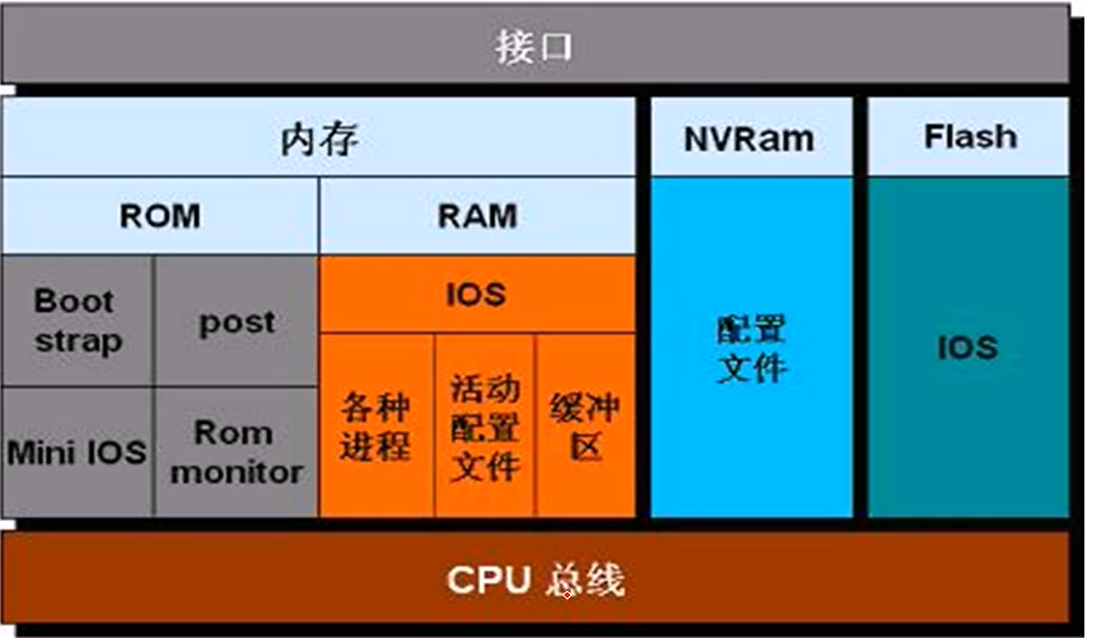 接口
内存
NVRam
Flash
ROM
RAM
Boot
strap
post
Mini IOS
Rom
monitor
IOS
各种
进程
活动
配置
文件
缓冲
区
配置
文件
IOS
CPU 总线